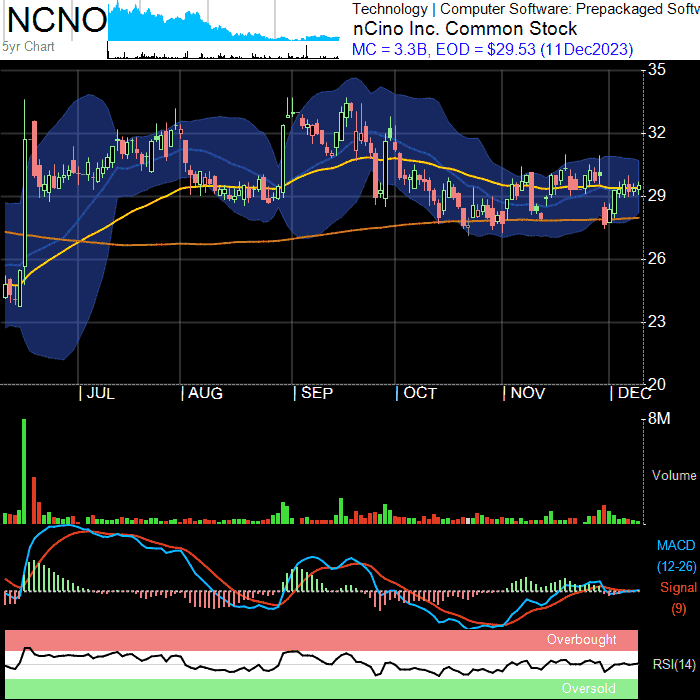 NCNO
5yr Chart
Technology | Computer Software: Prepackaged Softw
nCino Inc. Common Stock
MC = 3.3B, EOD = $29.53 (11Dec2023)
35
32
29
26
23
20
| JUL | AUG | SEP | OCT | NOV | DEC
8M
Volume
MACD
(12-26)
Signal
(9)
Overbought
RSI(14)
Oversold